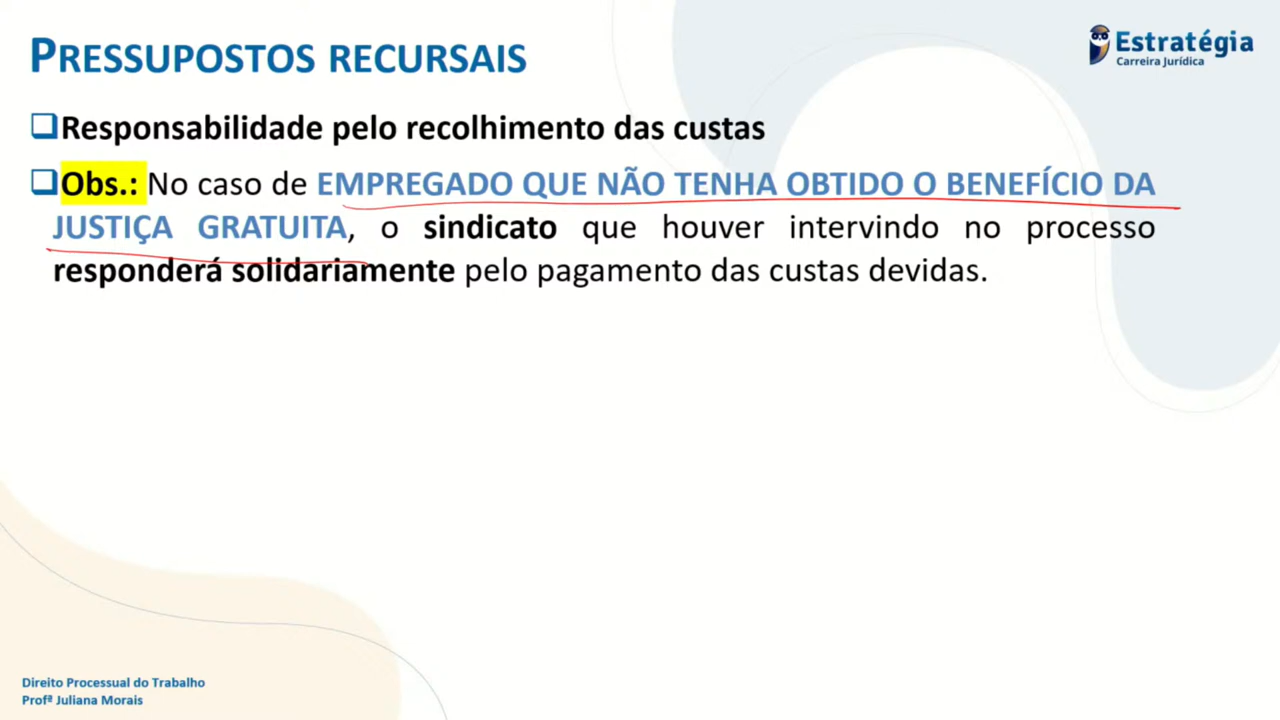 PRESSUPOSTOS RECURSAIS
Estratégia
Carreira Jurídica
Responsabilidade pelo recolhimento das custas
Obs.: No caso de EMPREGADO QUE NÃO TENHA OBTIDO O BENEFÍCIO DA
JUSTIÇA GRATUITA, o sindicato que houver intervindo no processo
responderá solidariamente pelo pagamento das custas devidas.
Direito Processual do Trabalho
Profª Juliana Morais